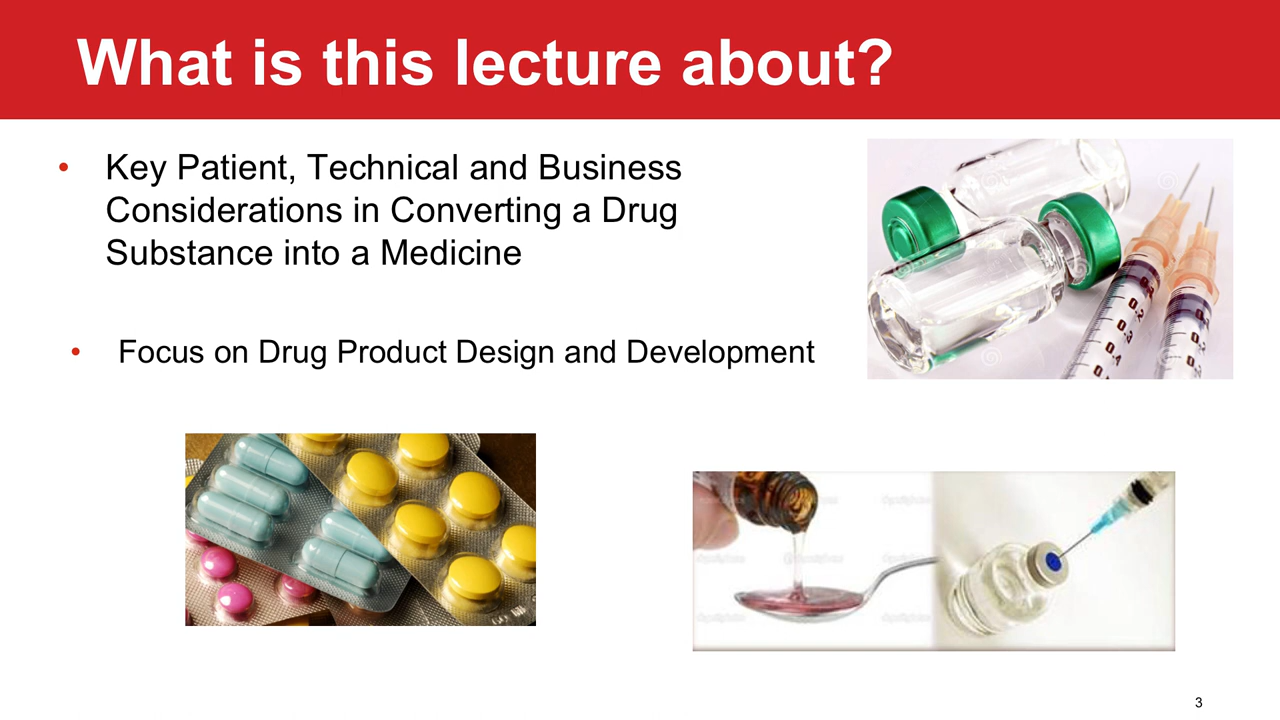 What is this lecture about?
• Key Patient, Technical and Business
Considerations in Converting a Drug
Substance into a Medicine
• Focus on Drug Product Design and Development
3